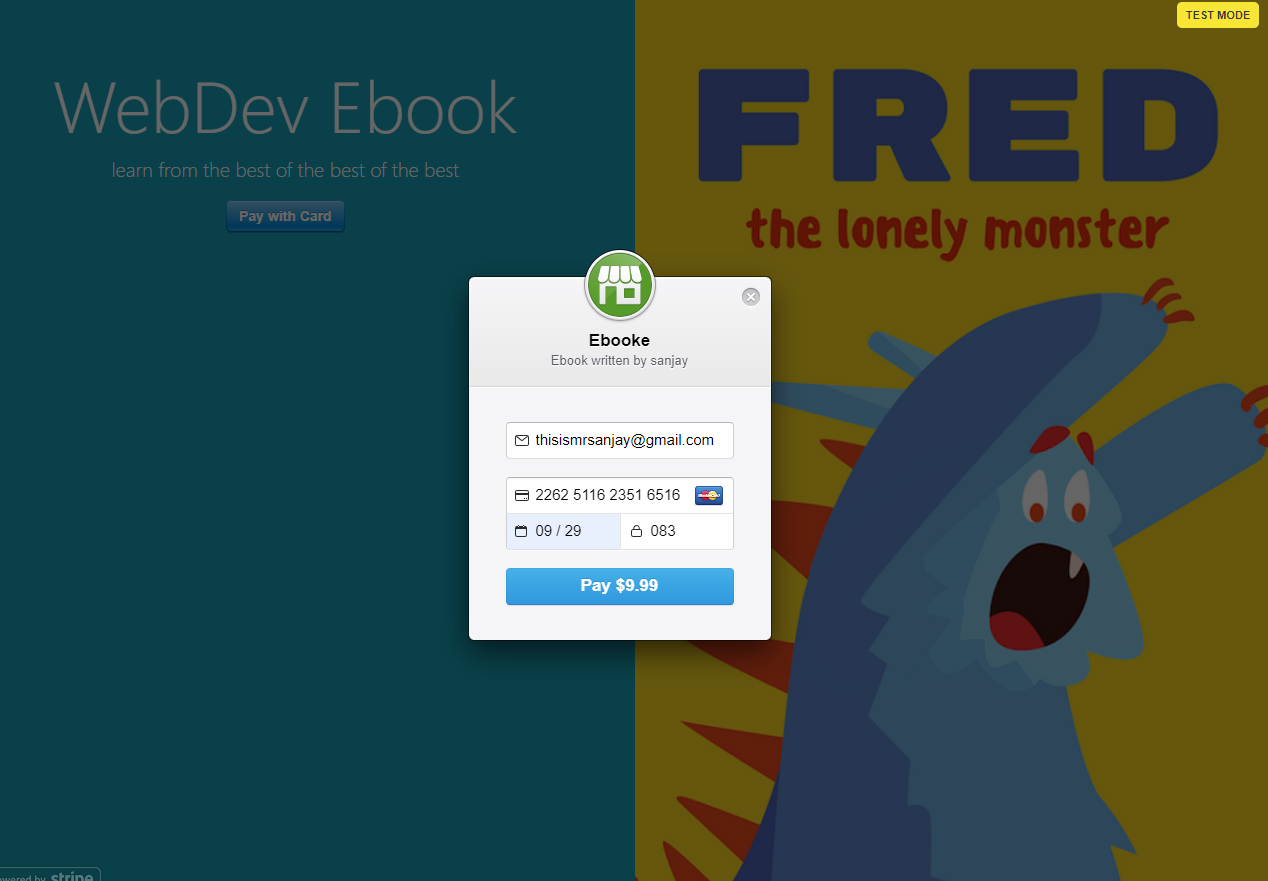 TEST MODE
WebDev Ebook
learn from the best of the best of the best
Pay with Card
FRED
the lonely monster
Ebooke
Ebook written by sanjay
thisismrsanjay@gmail.com
2262 5116 2351 6516
09 / 29
083
Pay $9.99
owered by stripe